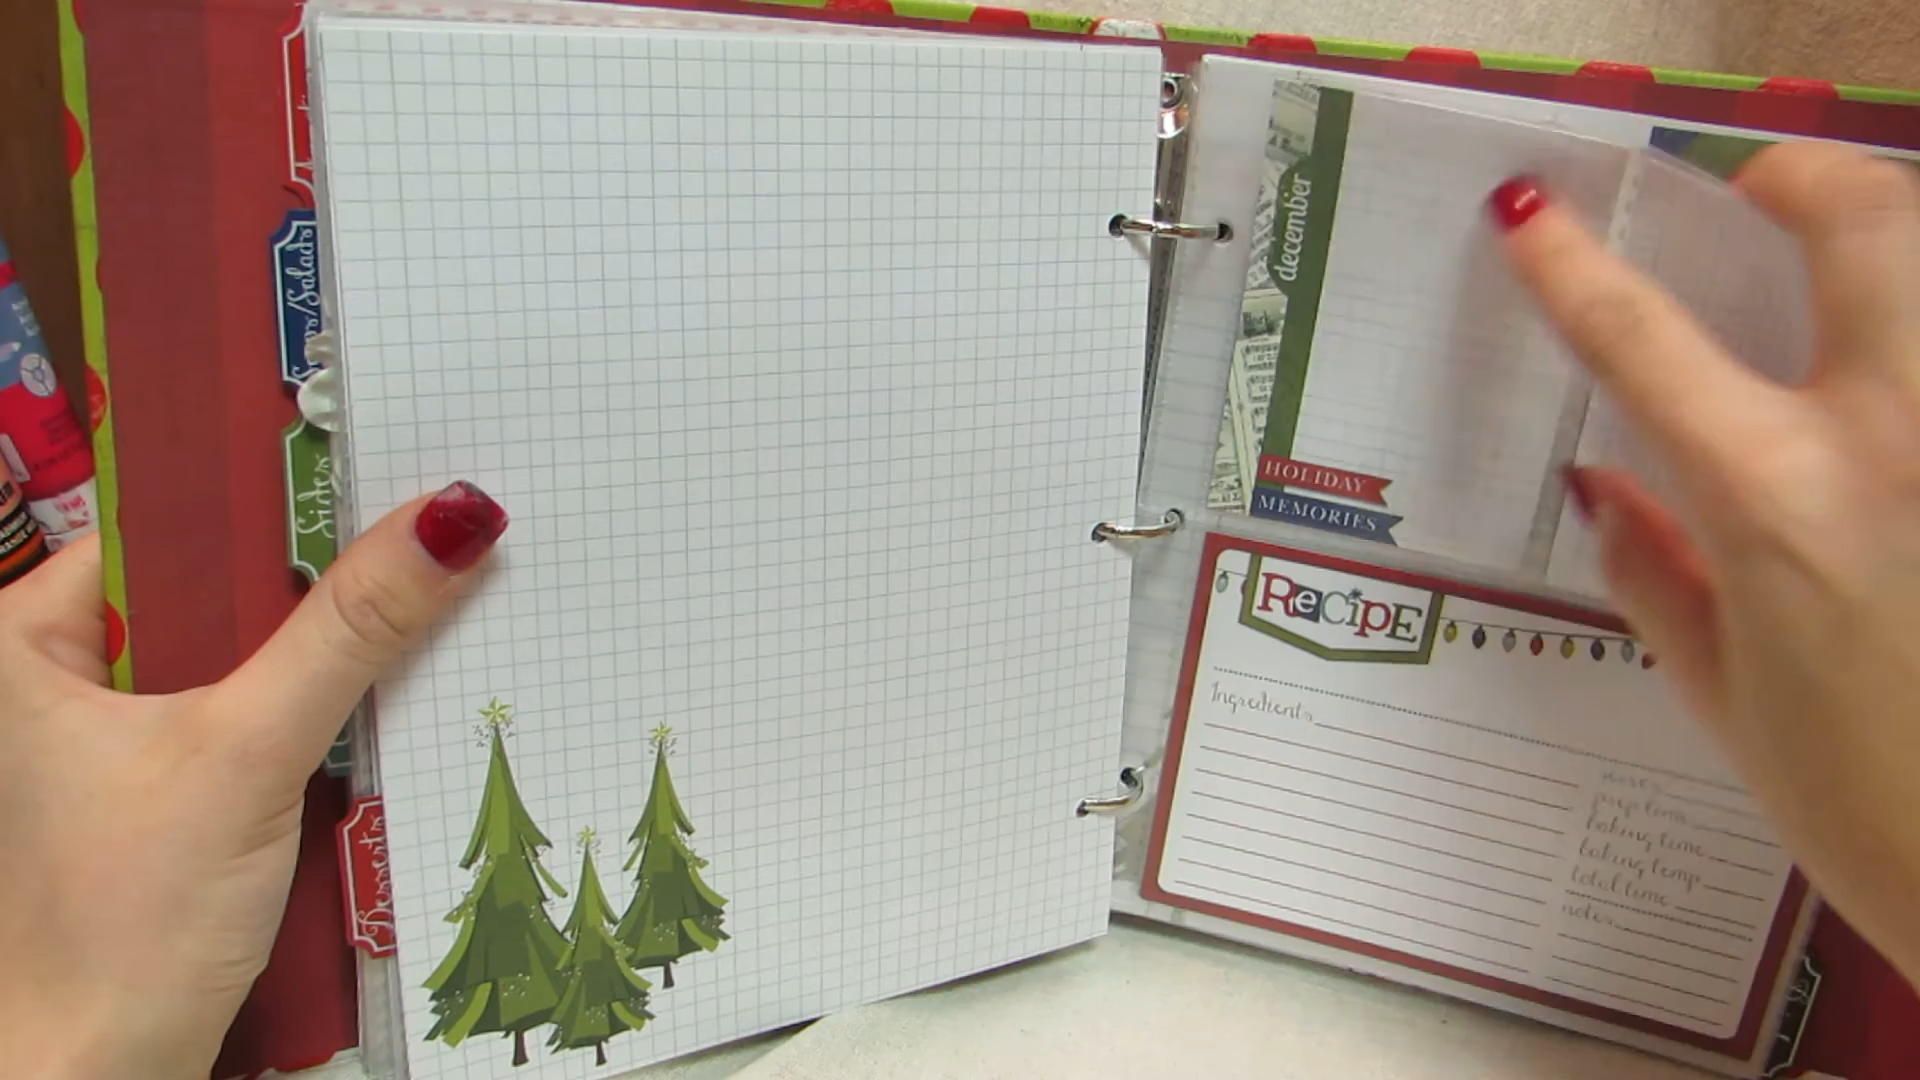 Soups/Salads
Sides
Desserts
december
HOLIDAY
MEMORIES
RECIPE
Ingredients
prep time
baking time
baking temp
total time
notes